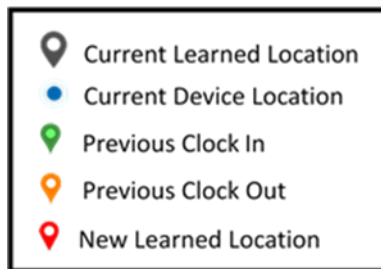 Current Learned Location
Current Device Location
Previous Clock In
Previous Clock Out
New Learned Location